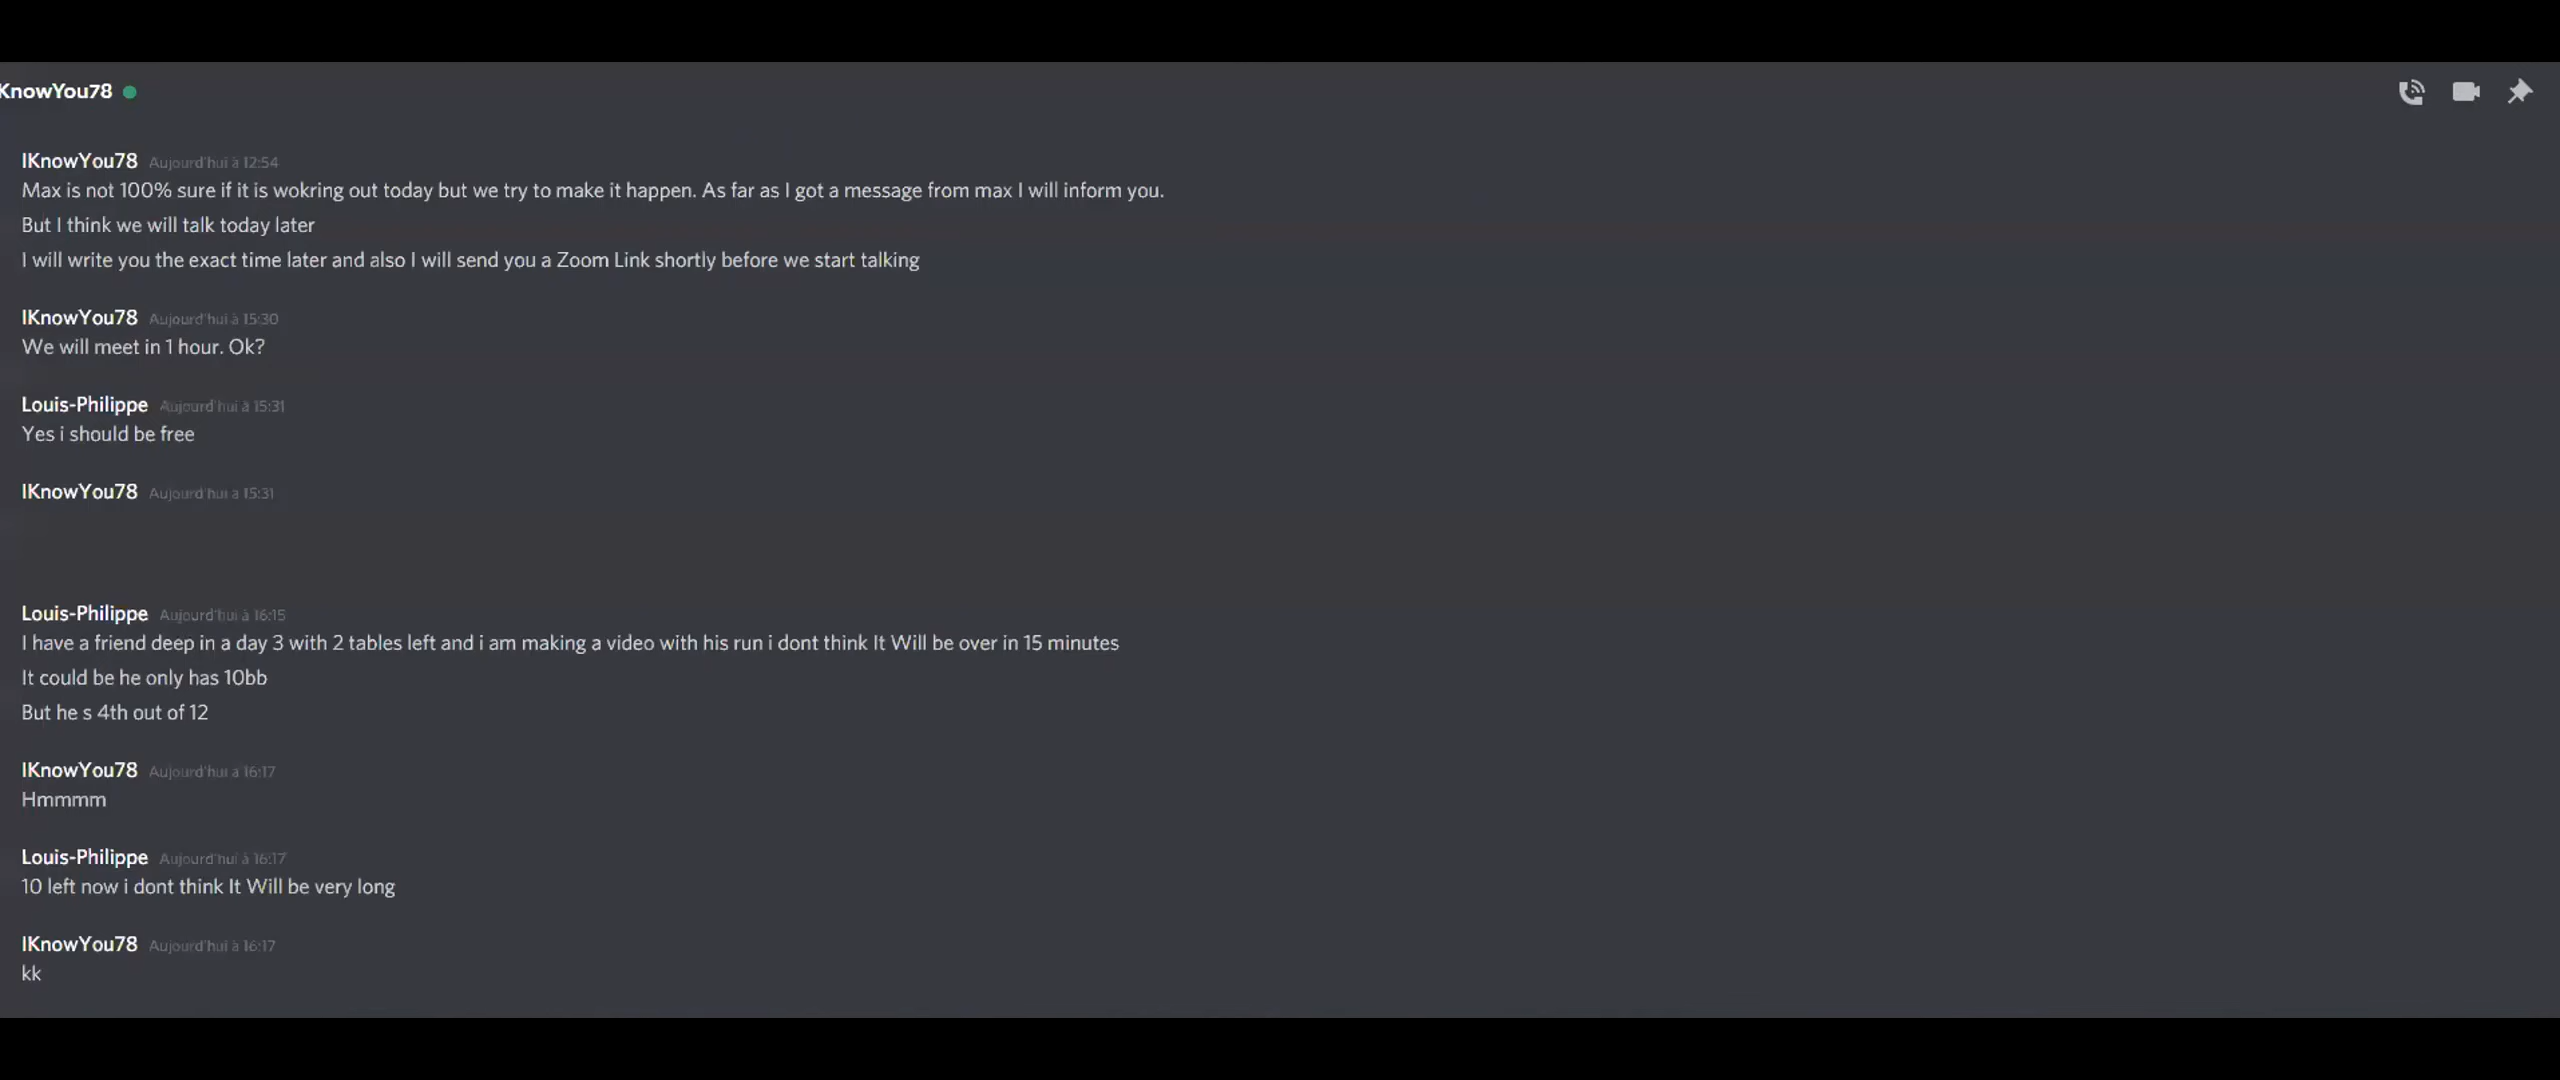 KnowYou78
IKnowYou78 Aujourd'hui à 12:54
Max is not 100% sure if it is wokring out today but we try to make it happen. As far as I got a message from max I will inform you.
But I think we will talk today later
I will write you the exact time later and also I will send you a Zoom Link shortly before we start talking
IKnowYou78 Aujourd'hui à 15:30
We will meet in 1 hour. Ok?
Louis-Philippe Aujourd'hui à 15:31
Yes i should be free
IKnowYou78 Aujourd'hui à 15:31
Louis-Philippe Aujourd'hui à 16:15
I have a friend deep in a day 3 with 2 tables left and i am making a video with his run i dont think It Will be over in 15 minutes
It could be he only has 10bb
But he s 4th out of 12
IKnowYou78 Aujourd'hui à 16:17
Hmmmm
Louis-Philippe Aujourd'hui à 16:17
10 left now i dont think It Will be very long
IKnowYou78 Aujourd'hui à 16:17
kk